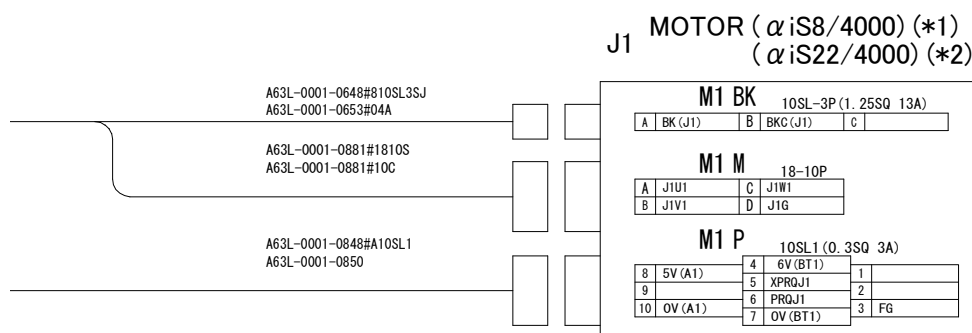 MOTOR (αiS8/4000) (*1)
J1
(αiS22/4000) (*2)
A63L-0001-0648#810SL3SJ
A63L-0001-0653#04A
M1 BK 10SL-3P(1.25SQ 13A)
A BK(J1) B BKC(J1) C
A63L-0001-0881#1810S
A63L-0001-0881#10C
M1 M 18-10P
A J1U1 C J1W1
B J1V1 D J1G
A63L-0001-0848#A10SL1
A63L-0001-0850
M1 P 10SL1(0.3SQ 3A)
8 5V(A1) 4 6V(BT1) 1
9 5 XPRQJ1 2
10 0V(A1) 6 PRQJ1 3 FG
7 0V(BT1)